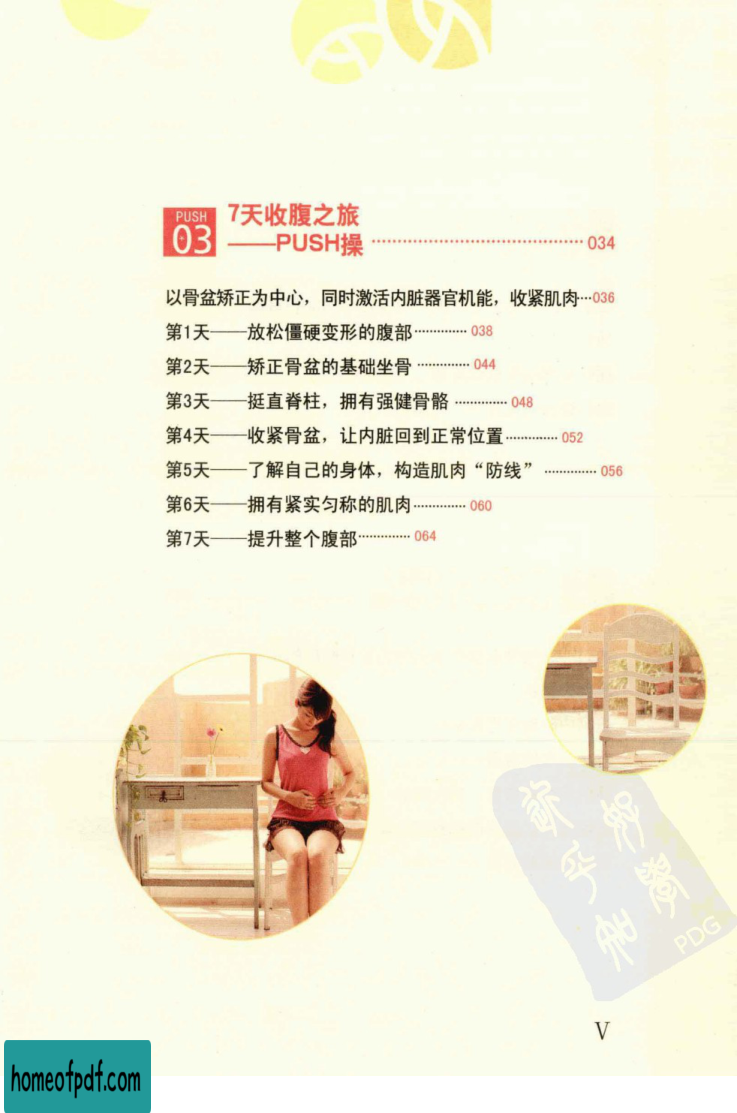 PUSH
03
7天收腹之旅
——PUSH操 …………………………………… 034
以骨盆矫正为中心，同时激活内脏器官机能，收紧肌肉…036
第1天——放松僵硬变形的腹部………… 038
第2天——矫正骨盆的基础坐骨 ………… 044
第3天——挺直脊柱，拥有强健骨骼 ………… 048
第4天——收紧骨盆，让内脏回到正常位置………… 052
第5天——了解自己的身体，构造肌肉“防线” ………… 056
第6天——拥有紧实匀称的肌肉………… 060
第7天——提升整个腹部………… 064
PDG
V
homeofpdf.com